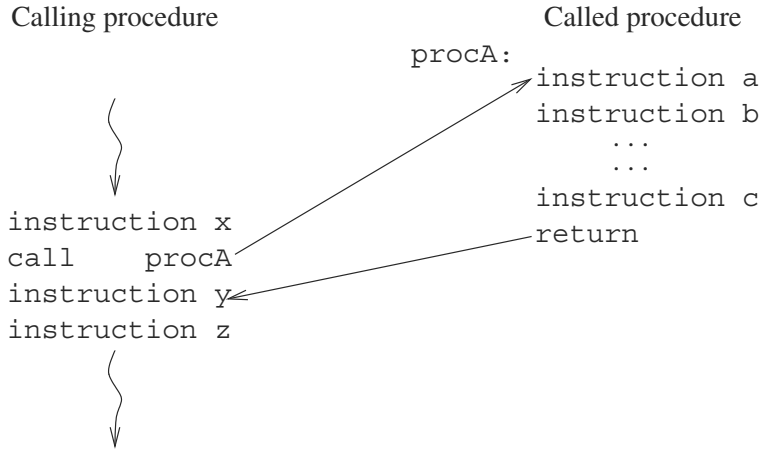 Calling procedure
Called procedure
procA:
instruction a
instruction b
...
...
instruction c
return
instruction x
call procA
instruction y
instruction z